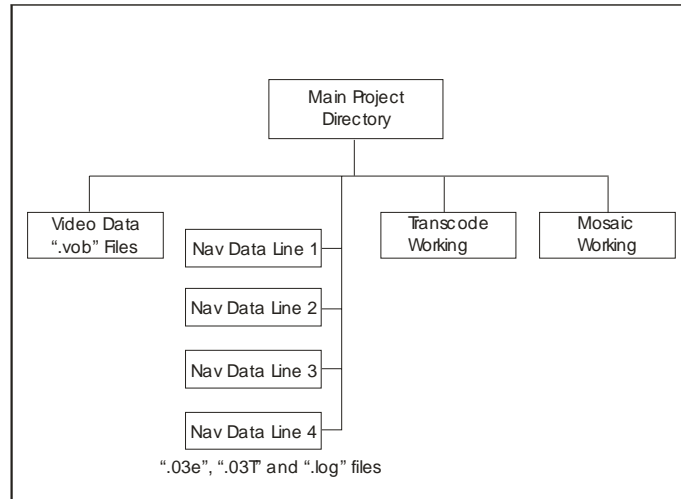 Main Project
Directory
Video Data
“.vob” Files
Nav Data Line 1
Nav Data Line 2
Nav Data Line 3
Nav Data Line 4
“.03e”, “.03T” and “.log” files
Transcode
Working
Mosaic
Working